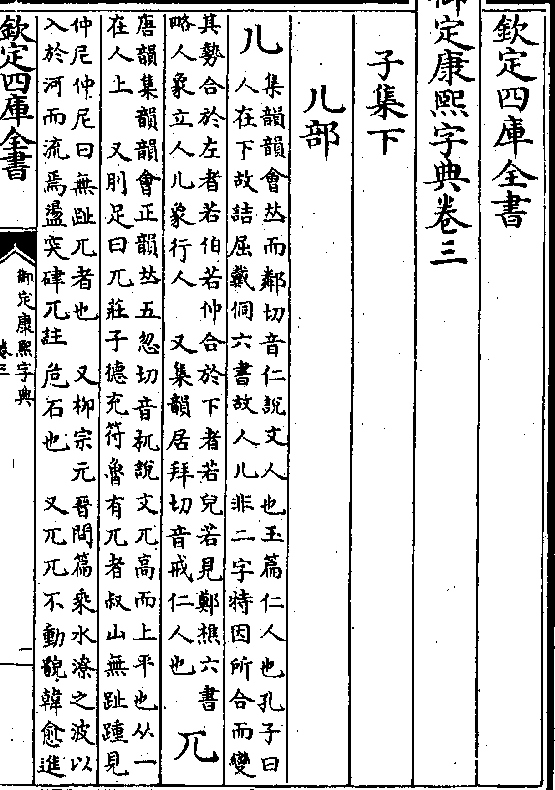 欽定四庫全書
御定康熙字典卷三
子集下
儿部
儿
集韻韻會𠀤而鄰切音仁說文人也玉篇仁人也孔子曰
人在下故詰屈戴侗六書故人儿非二字特因所合而變
其勢合於左者若伯若仲合於下者若兒若見鄭樵六書
略人象立人儿象行人 又集韻居拜切音戒仁人也
兀
唐韻集韻韻會正韻𠀤五忽切音杌說文兀高而上平也从一
在人上 又刖足曰兀莊子德充符魯有兀者叔山無趾踵見
仲尼仲尼曰無趾兀者也 又柳宗元晉問篇乘水潦之波以
入於河而流焉盪突硉兀註 危石也 又兀兀不動貌韓愈進
欽定四庫全書
御定康熙字典
卷三